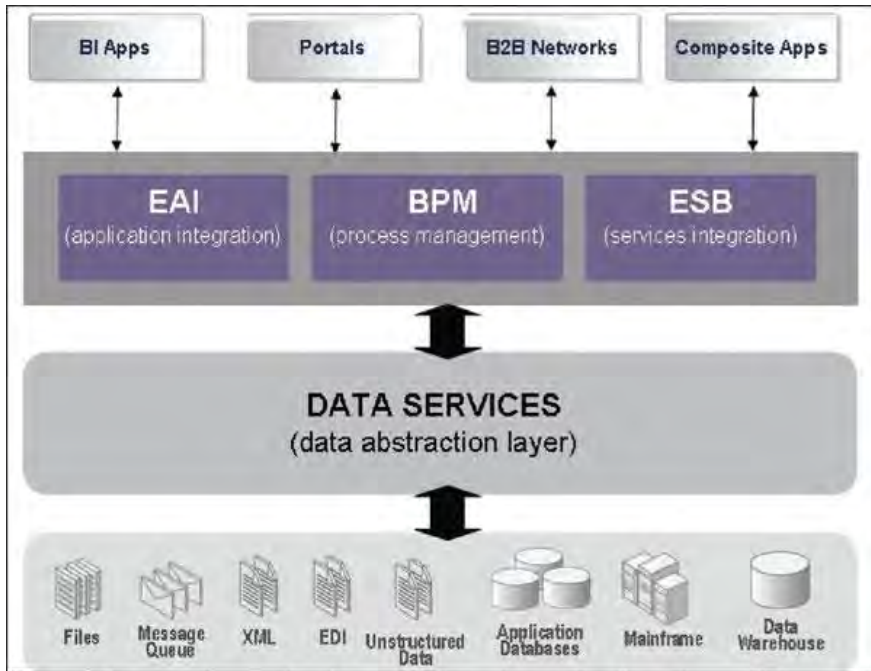 BI Apps
Portals
B2B Networks
Composite Apps
EAI
(application integration)
BPM
(process management)
ESB
(services integration)
DATA SERVICES
(data abstraction layer)
Files
Message
Queue
XML
EDI
Unstructured
Data
Application
Databases
Mainframe
Data
Warehouse